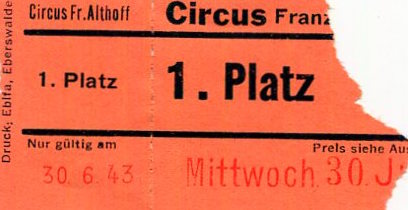 Druck: Eblfa, Eberswalde
Circus Fr. Althoff
Circus Franz
1. Platz
1. Platz
Nur gültig am
Preis siehe Aus
30. 6. 43
Mittwoch 30. J